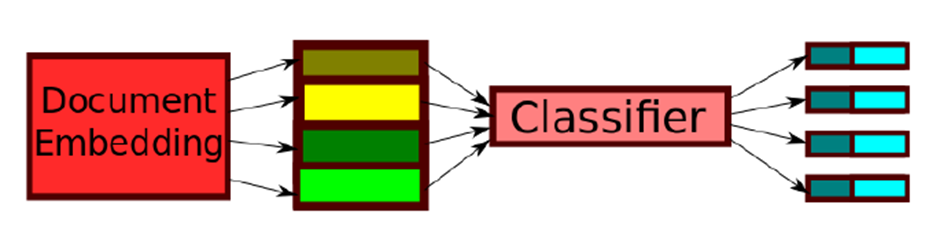 Document
Embedding
Classifier